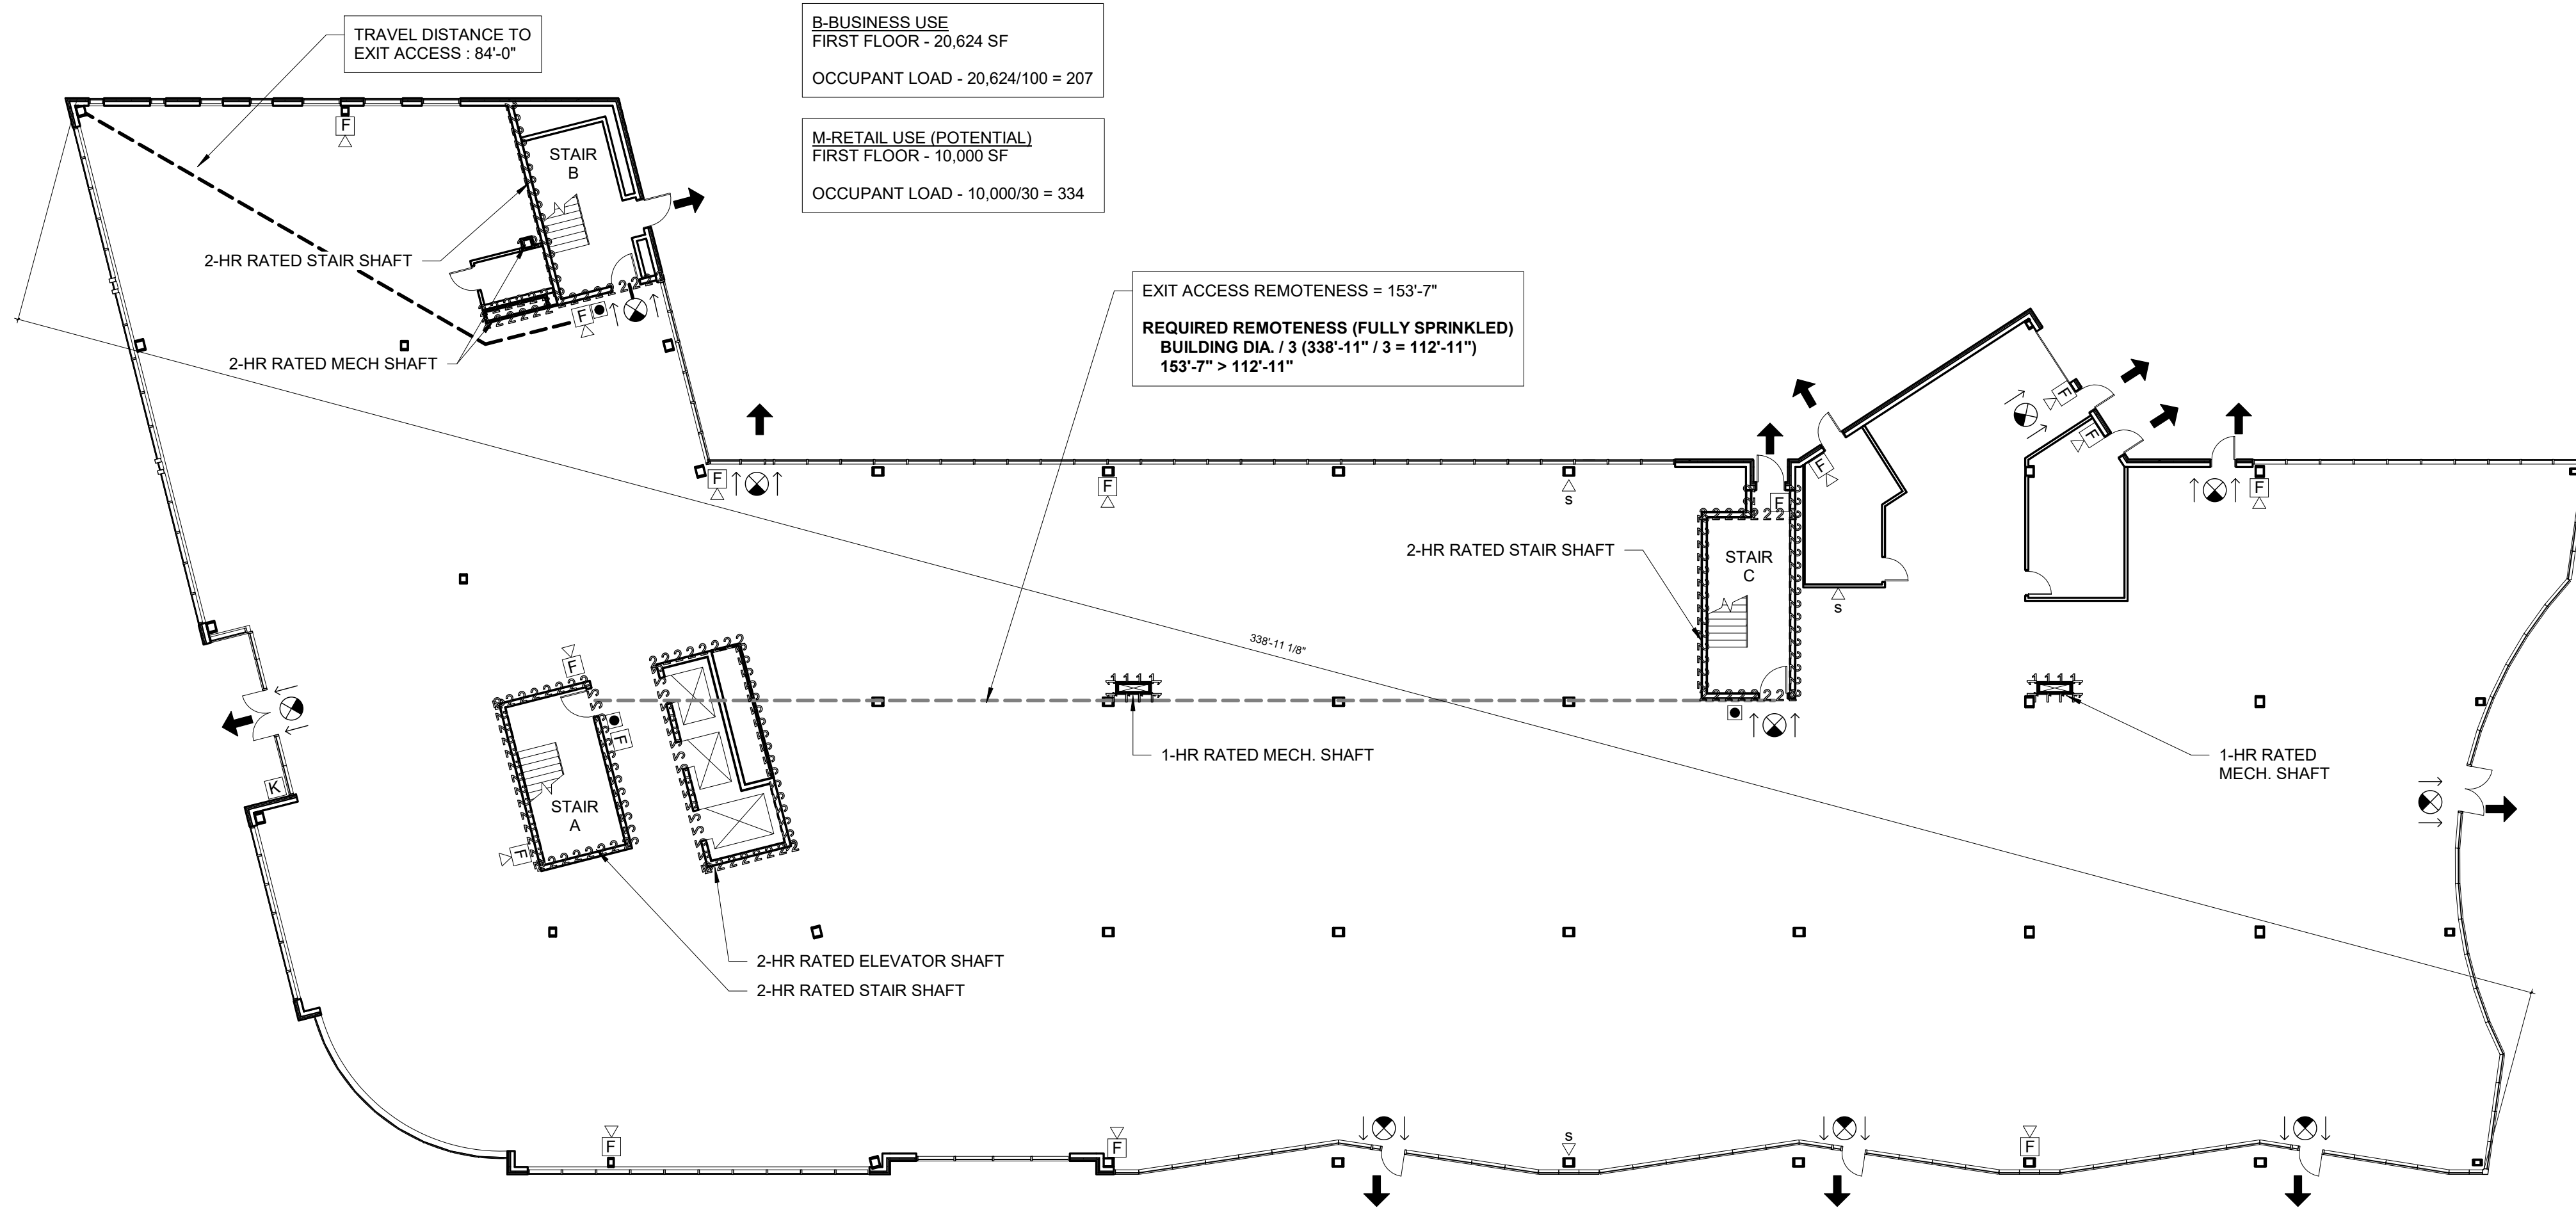 TRAVEL DISTANCE TO
EXIT ACCESS : 84'-0"
B-BUSINESS USE
FIRST FLOOR - 20,624 SF
OCCUPANT LOAD - 20,624/100 = 207
M-RETAIL USE (POTENTIAL)
FIRST FLOOR - 10,000 SF
OCCUPANT LOAD - 10,000/30 = 334
F
STAIR
B
2-HR RATED STAIR SHAFT
2-HR RATED MECH SHAFT
F
EXIT ACCESS REMOTENESS = 153'-7"
REQUIRED REMOTENESS (FULLY SPRINKLED)
BUILDING DIA. / 3 (338'-11" / 3 = 112'-11")
153'-7" > 112'-11"
F
F
F
F
F
S
F
F
F
2-HR RATED STAIR SHAFT
STAIR
C
S
338'-11 1/8"
F
F
K
STAIR
A
F
1-HR RATED MECH. SHAFT
1-HR RATED
MECH. SHAFT
2-HR RATED ELEVATOR SHAFT
2-HR RATED STAIR SHAFT
F
F
S
F